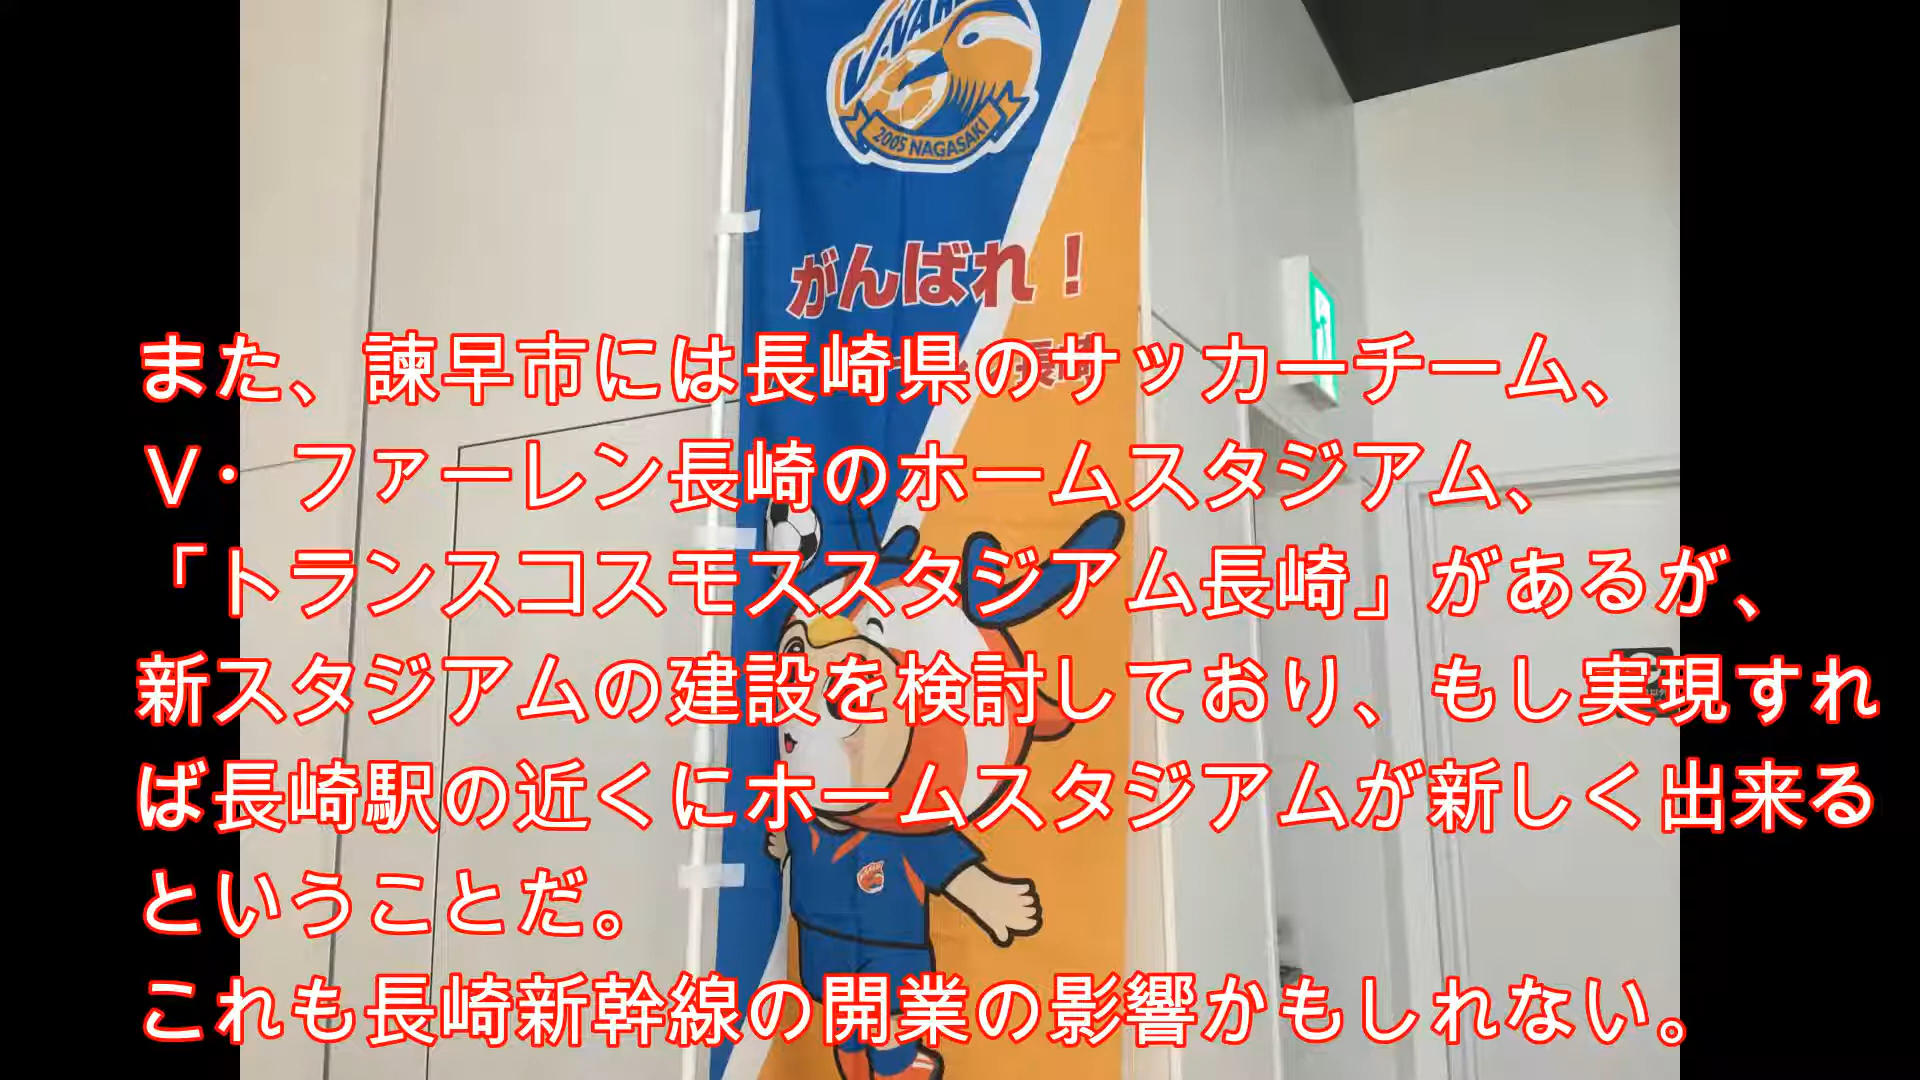 V·VAR
2005 NAGASAKI
がんばれ！
長崎
また、諫早市には長崎県のサッカーチーム、
V・ファーレン長崎のホームスタジアム、
「トランスコスモススタジアム長崎」があるが、
新スタジアムの建設を検討しており、もし実現すれ
ば長崎駅の近くにホームスタジアムが新しく出来る
ということだ。
これも長崎新幹線の開業の影響かもしれない。